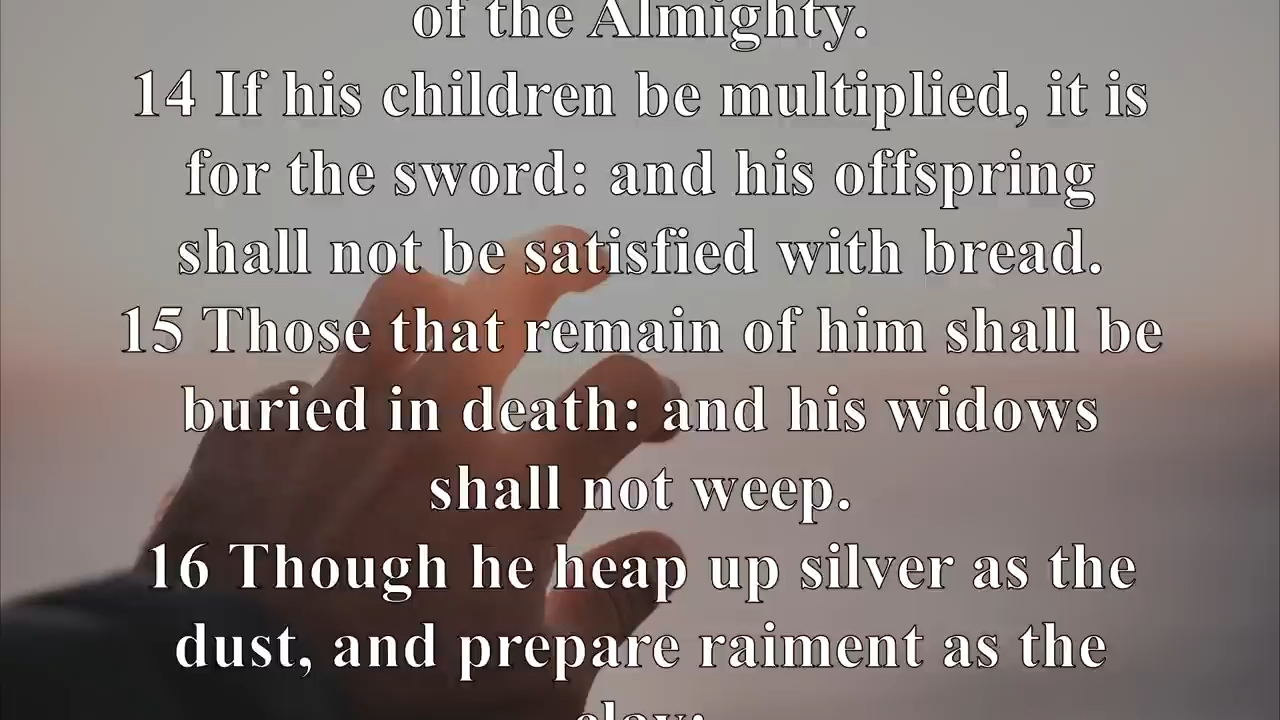 of the Almighty.
14 If his children be multiplied, it is
for the sword: and his offspring
shall not be satisfied with bread.
15 Those that remain of him shall be
buried in death: and his widows
shall not weep.
16 Though he heap up silver as the
dust, and prepare raiment as the
clay;